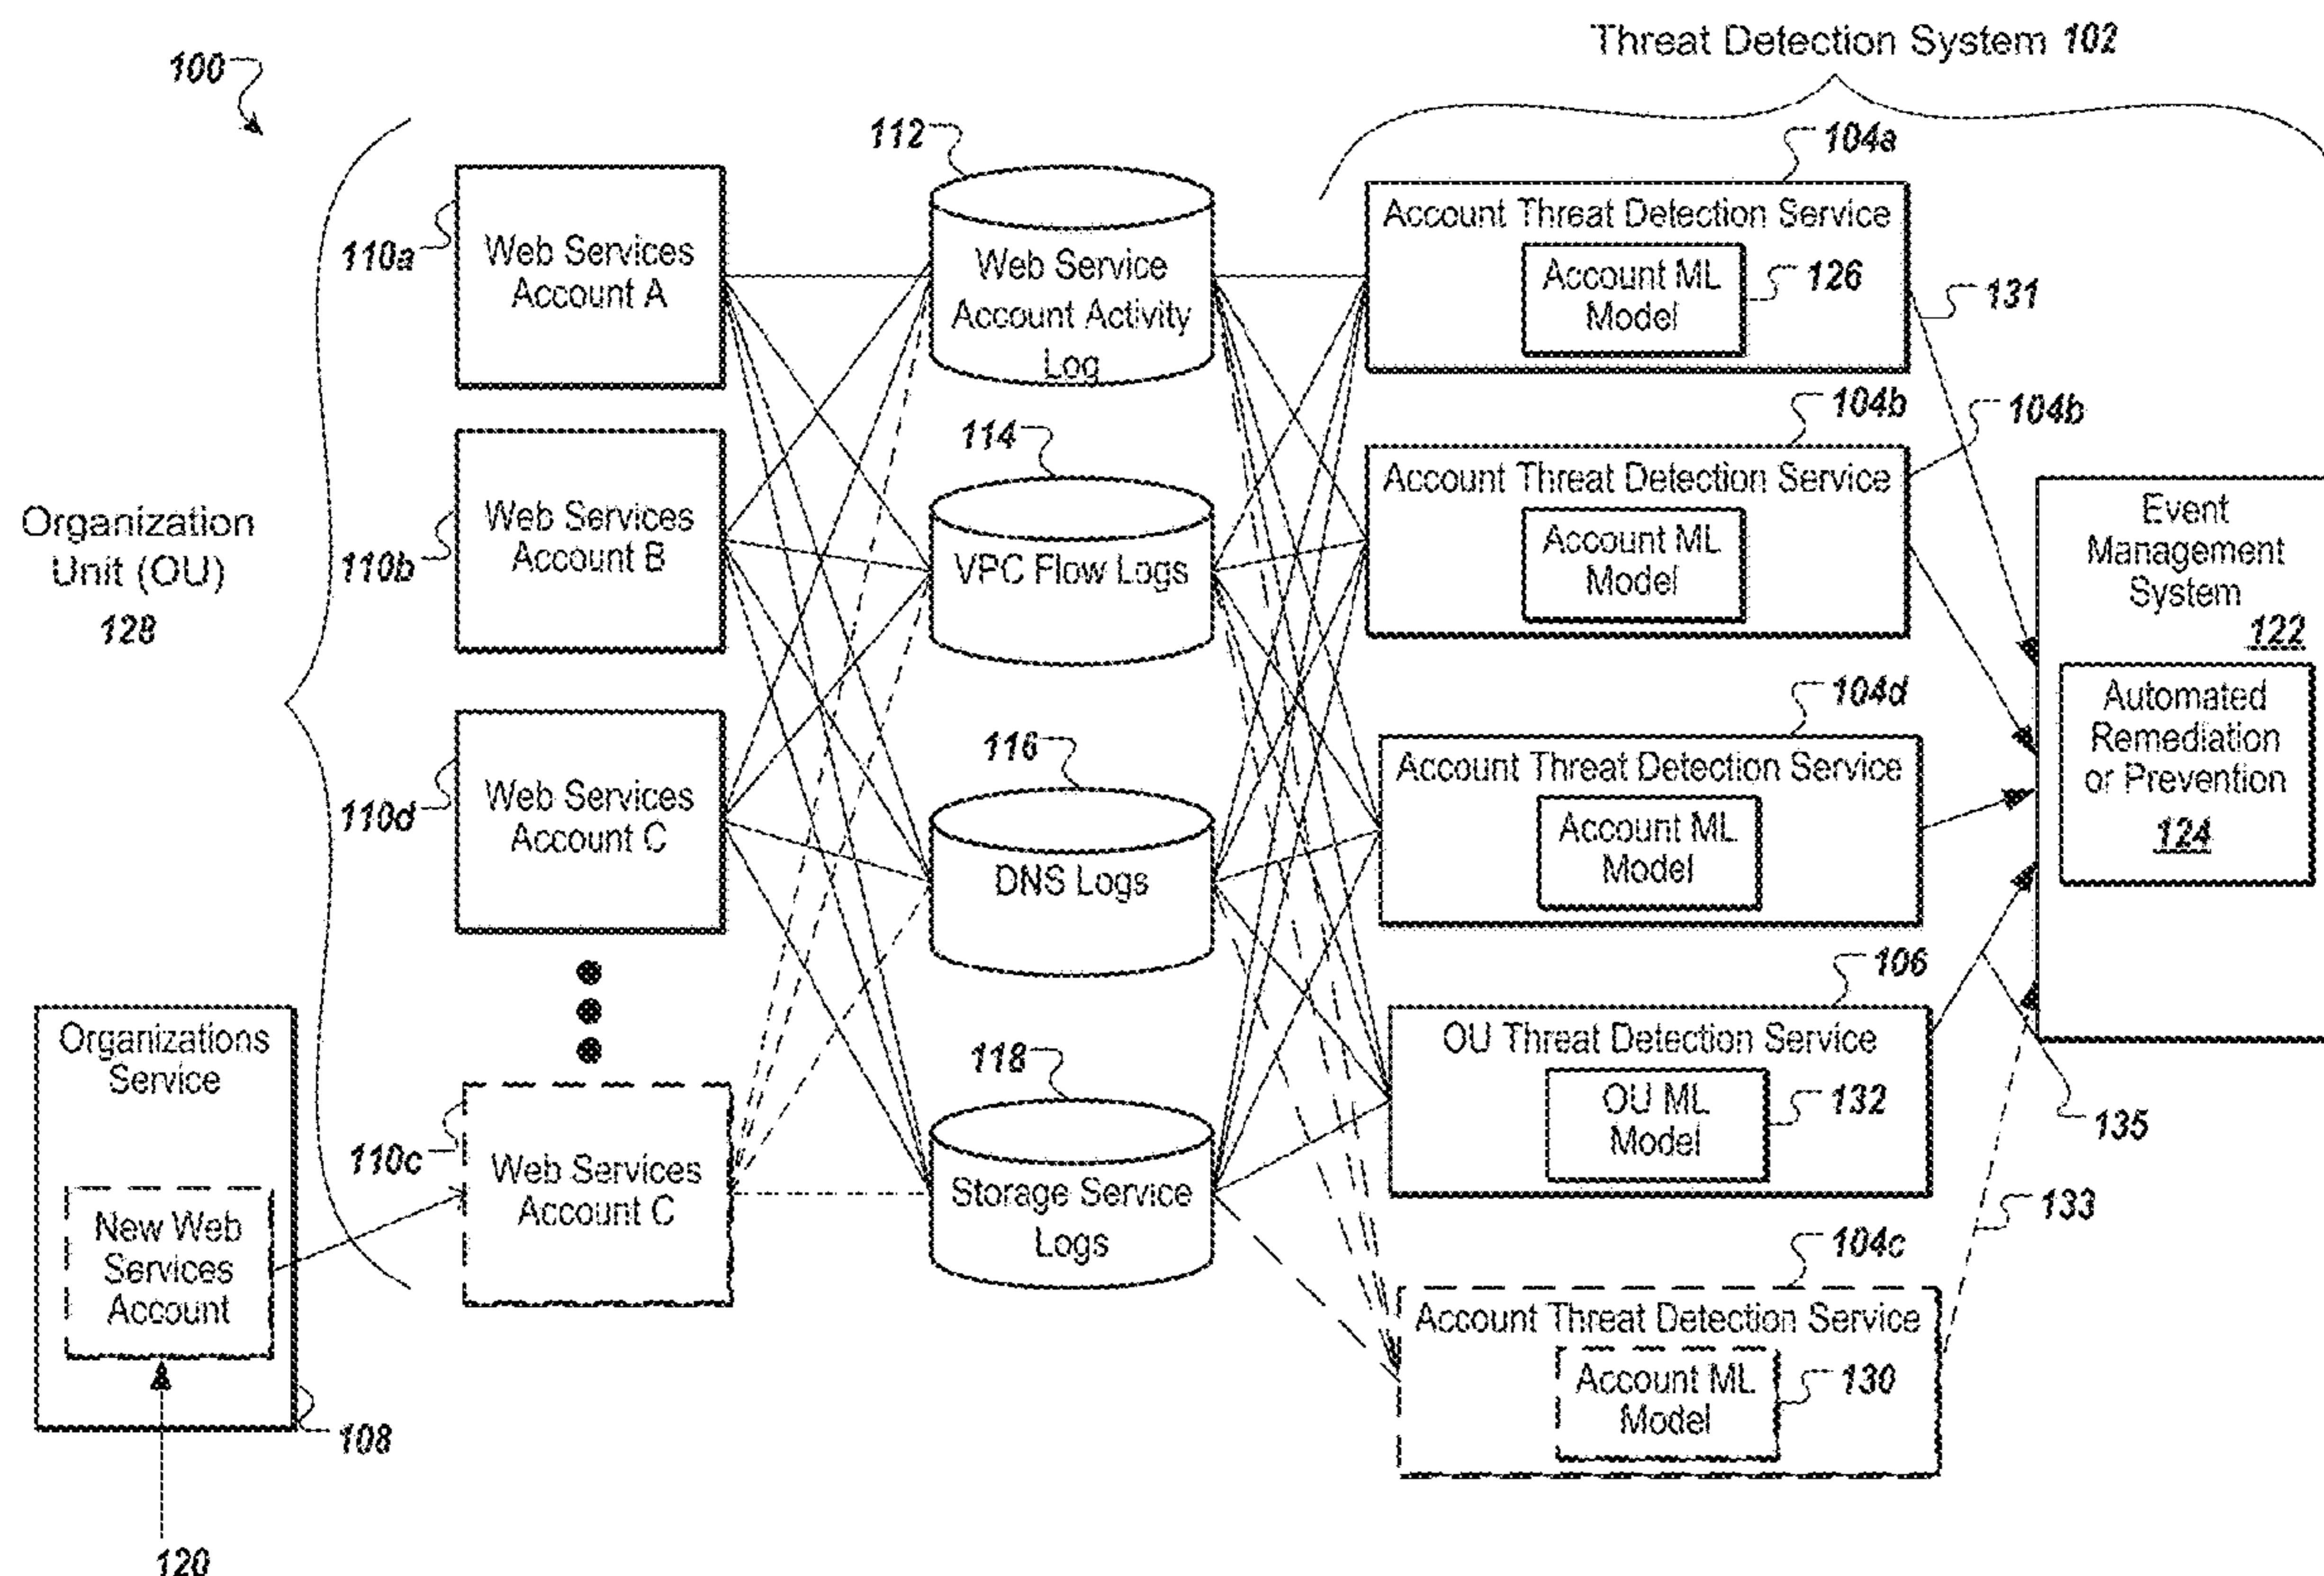 Threat Detection System 102
100
112
104a
110a
Web Services
Account A
Web Service
Account Activity
Log
Account Threat Detection Service
Account ML
Model
126
131
114
104b
104b
Organization
Unit (OU)
128
110b
Web Services
Account B
VPC Flow Logs
Account Threat Detection Service
Account ML
Model
Event
Management
System
122
Automated
Remediation
or Prevention
124
116
104d
110d
Web Services
Account C
DNS Logs
Account Threat Detection Service
Account ML
Model
118
106
Organizations
Service
New Web
Services
Account
108
120
110c
Web Services
Account C
Storage Service
Logs
OU Threat Detection Service
OU ML
Model
132
135
133
104c
Account Threat Detection Service
Account ML
Model
130